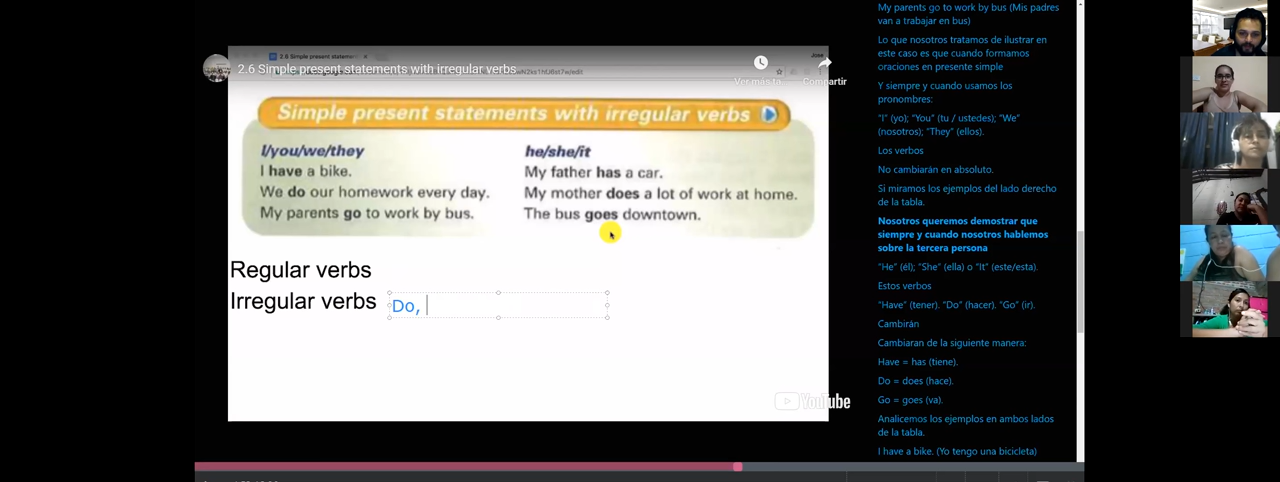 2.6 Simple present stateme
José
2.6 Simple present statements with irregular verbs
Ver más ta
Compartir
Simple present statements with irregular verbs
I/you/we/they
I have a bike.
We do our homework every day.
My parents go to work by bus.
he/she/it
My father has a car.
My mother does a lot of work at home.
The bus goes downtown.
Regular verbs
Irregular verbs
Do,
YouTube
My parents go to work by bus (Mis padres
van a trabajar en bus)
Lo que nosotros tratamos de ilustrar en
este caso es que cuando formamos
oraciones en presente simple
Y siempre y cuando usamos los
pronombres:
"I" (yo); "You" (tu / ustedes); "We"
(nosotros); "They" (ellos).
Los verbos
No cambiarán en absoluto.
Si miramos los ejemplos del lado derecho
de la tabla.
Nosotros queremos demostrar que
siempre y cuando nosotros hablemos
sobre la tercera persona
"He" (él); "She" (ella) o "It" (este/esta).
Estos verbos
"Have" (tener). "Do" (hacer). "Go" (ir).
Cambirán
Cambiaran de la siguiente manera:
Have = has (tiene).
Do = does (hace).
Go = goes (va).
Analicemos los ejemplos en ambos lados
de la tabla.
I have a bike. (Yo tengo una bicicleta)